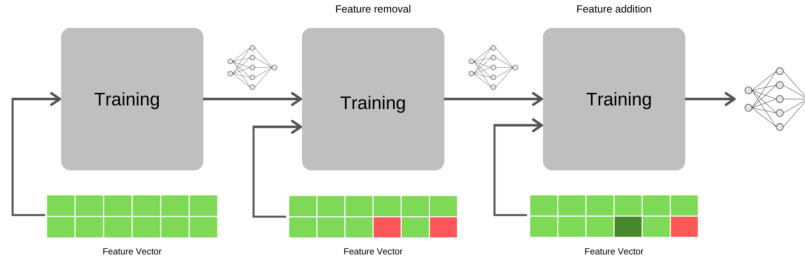 Feature removal
Feature addition
Training
Training
Training
Feature Vector
Feature Vector
Feature Vector